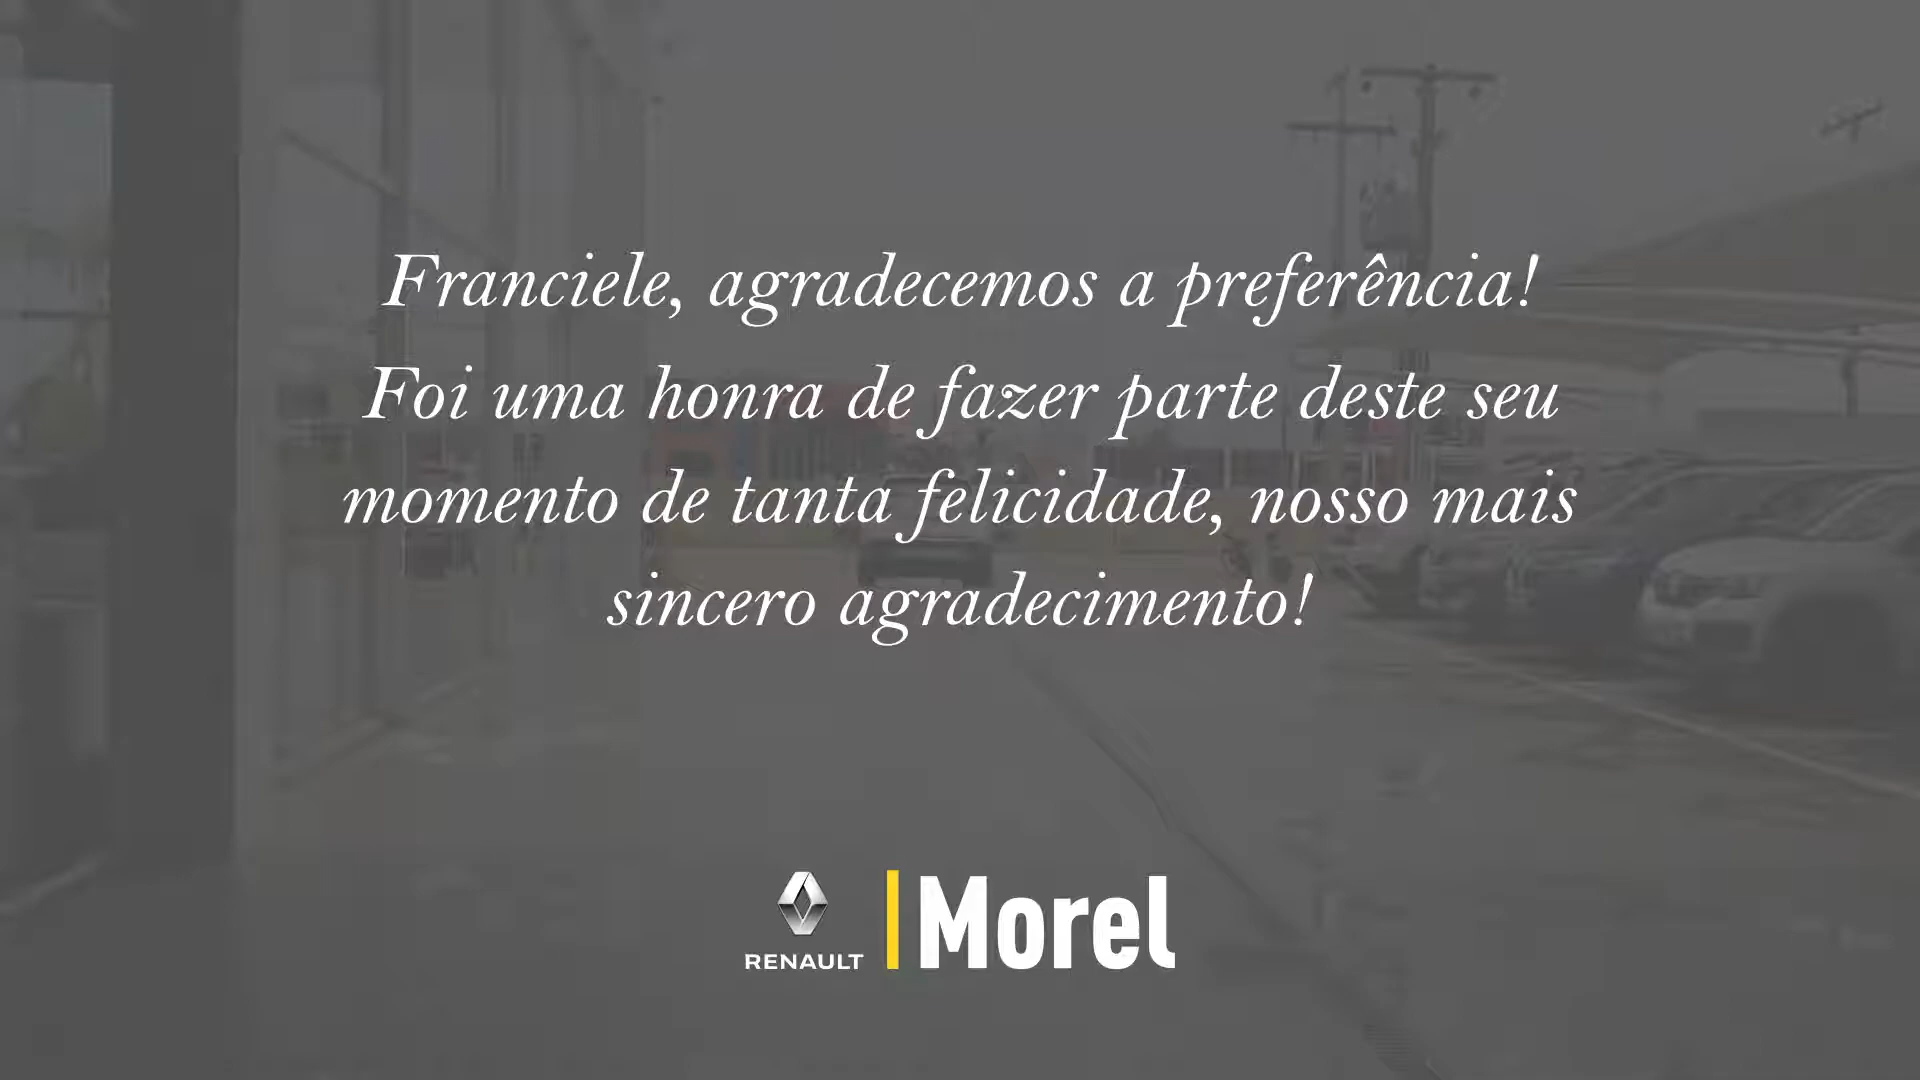 Franciele, agradecemos a preferência!
Foi uma honra de fazer parte deste seu
momento de tanta felicidade, nosso mais
sincero agradecimento!
RENAULT
Morel